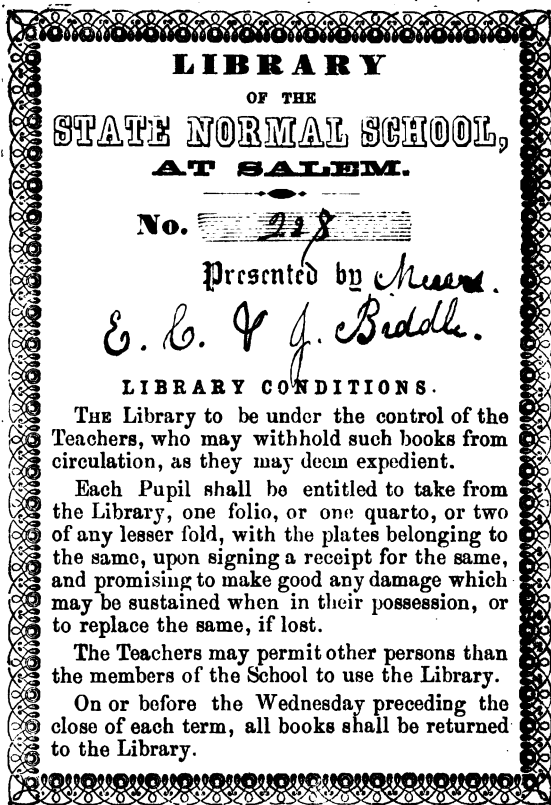 LIBRARY
OF THE
STATE NORMAL SCHOOL,
AT SALEM.
No. 228
Presented by Messrs.
E. C. & J. Biddle.
LIBRARY CONDITIONS.
THE Library to be under the control of the
Teachers, who may withhold such books from
circulation, as they may deem expedient.
Each Pupil shall be entitled to take from
the Library, one folio, or one quarto, or two
of any lesser fold, with the plates belonging to
the same, upon signing a receipt for the same,
and promising to make good any damage which
may be sustained when in their possession, or
to replace the same, if lost.
The Teachers may permit other persons than
the members of the School to use the Library.
On or before the Wednesday preceding the
close of each term, all books shall be returned
to the Library.